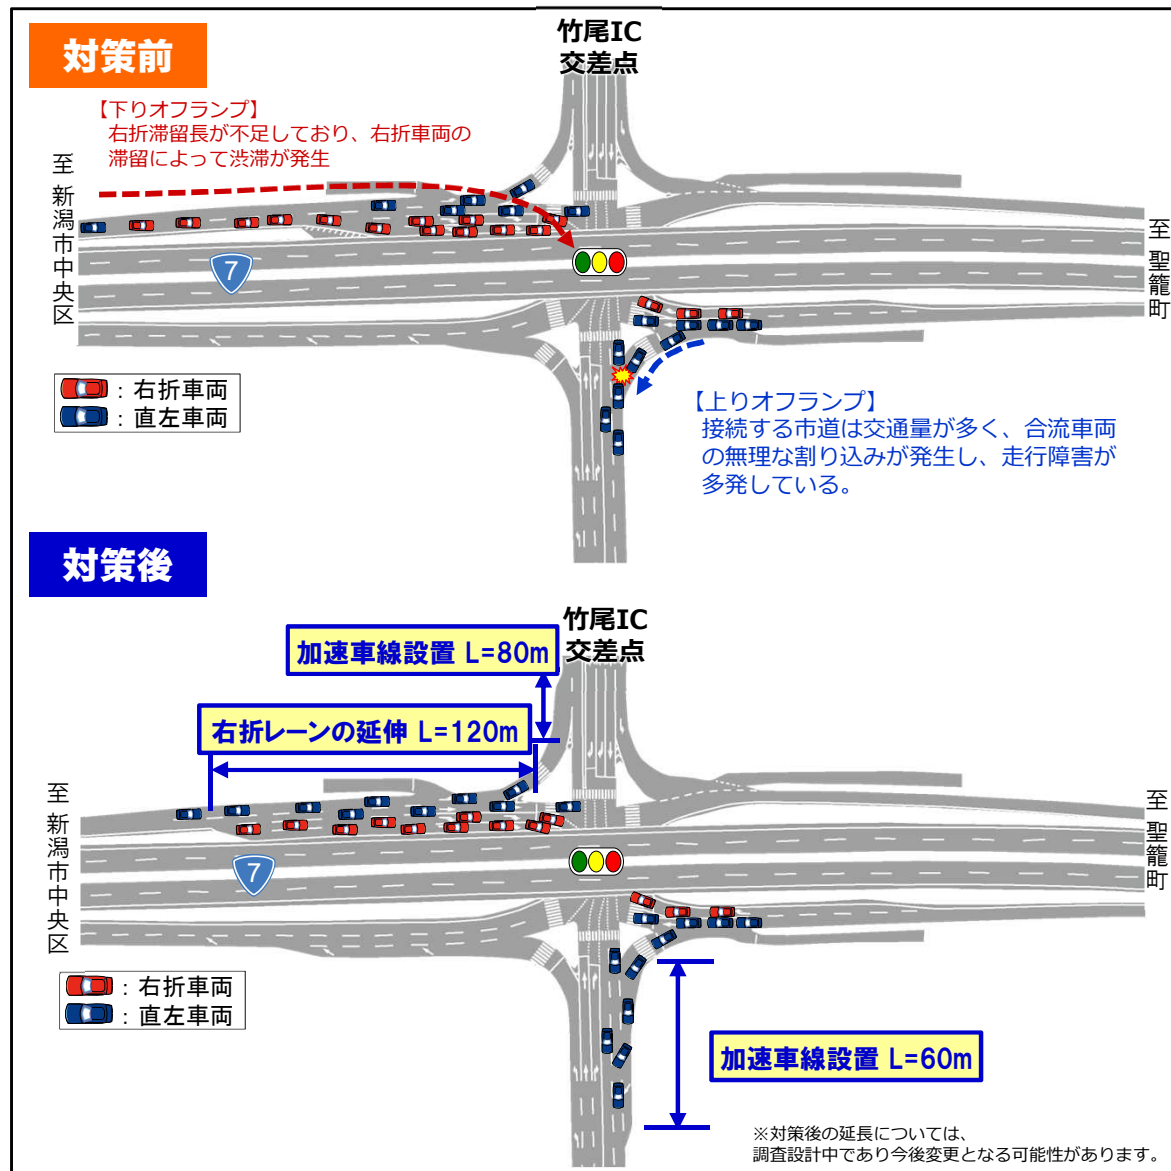 対策前
竹尾IC
交差点
【下りオフランプ】
右折滞留長が不足しており、右折車両の
滞留によって渋滞が発生
至 新潟市中央区
至 聖籠町
7
：右折車両
：直左車両
【上りオフランプ】
接続する市道は交通量が多く、合流車両
の無理な割り込みが発生し、走行障害が
多発している。
対策後
竹尾IC
交差点
加速車線設置 L=80m
右折レーンの延伸 L=120m
至 新潟市中央区
至 聖籠町
7
：右折車両
：直左車両
加速車線設置 L=60m
※対策後の延長については、
調査設計中であり今後変更となる可能性があります。